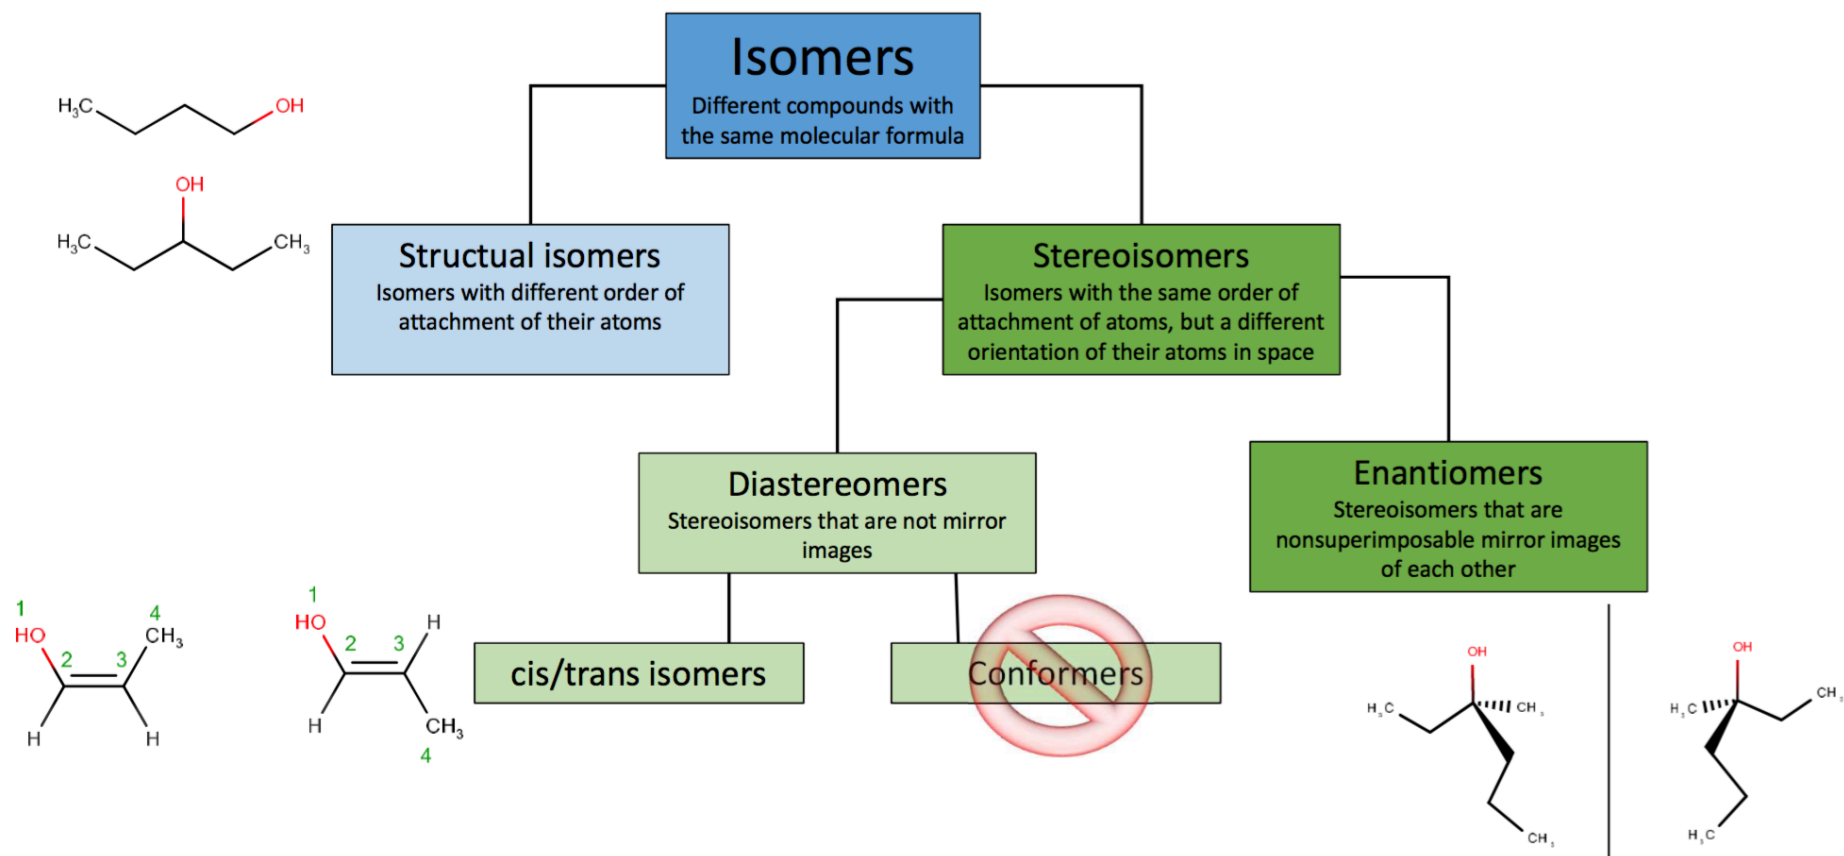 Isomers
Different compounds with
the same molecular formula
H₃C
OH
OH
H₃C
CH₃
Structual isomers
Isomers with different order of
attachment of their atoms
Stereoisomers
Isomers with the same order of
attachment of atoms, but a different
orientation of their atoms in space
Diastereomers
Stereoisomers that are not mirror
images
Enantiomers
Stereoisomers that are
nonsuperimposable mirror images
of each other
cis/trans isomers
Conformers
1
HO
2
3
4
CH₃
H
H
1
HO
2
3
H
H
CH₃
4
OH
H₃C
CH₃
CH₃
OH
H₃C
CH₃
H₃C